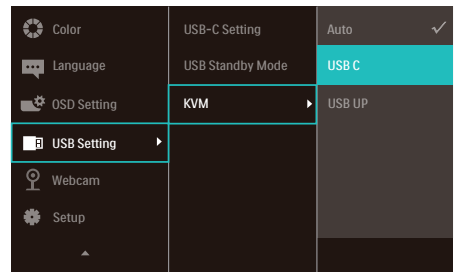 Color
Language
OSD Setting
USB Setting
Webcam
Setup
USB-C Setting
USB Standby Mode
KVM
Auto
USB C
USB UP